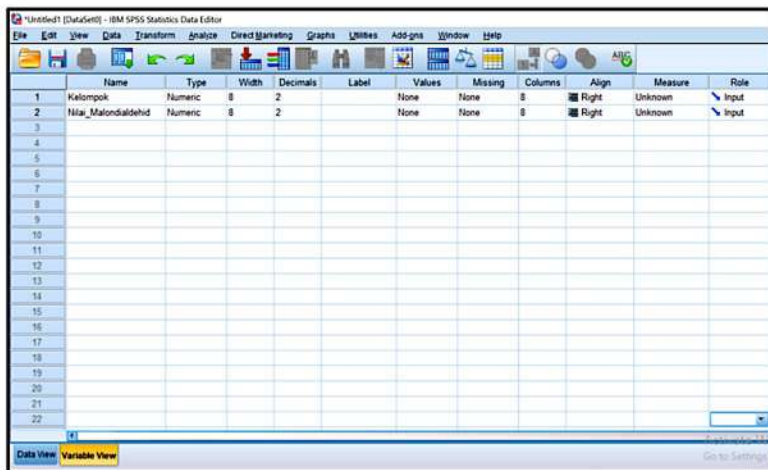 *Untitled1 [DataSet0] - IBM SPSS Statistics Data Editor
File Edit View Data Transform Analyze Direct Marketing Graphs Utilities Add-ons Window Help
Name Type Width Decimals Label Values Missing Columns Align Measure Role
1 Kelompok Numeric 8 2 None None 8 Right Unknown Input
2 Nilai_Malondialdehid Numeric 8 2 None None 8 Right Unknown Input
3
4
5
6
7
8
9
10
11
12
13
14
15
16
17
18
19
20
21
22
Data View Variable View
Go to Settings